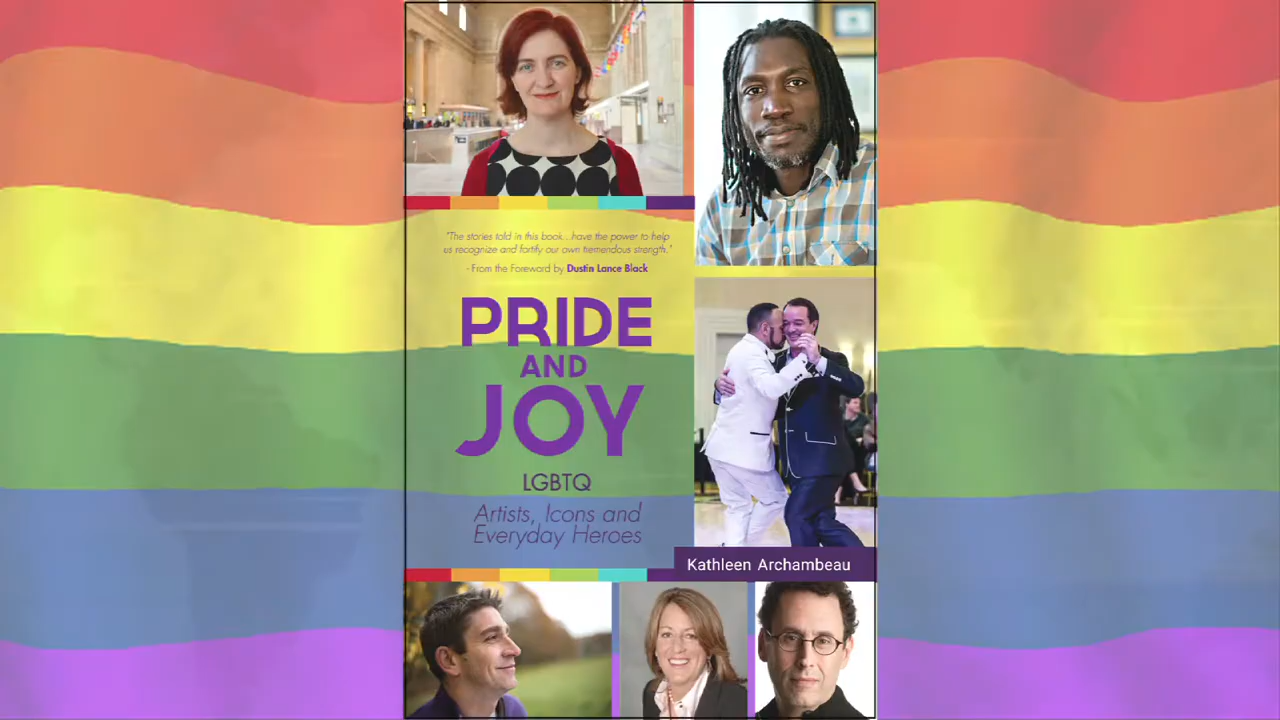 "The stories told in this book...have the power to help
us recognize and fortify our own tremendous strength."
- From the Foreword by Dustin Lance Black
PRIDE
AND
JOY
LGBTQ
Artists, Icons and
Everyday Heroes
Kathleen Archambeau